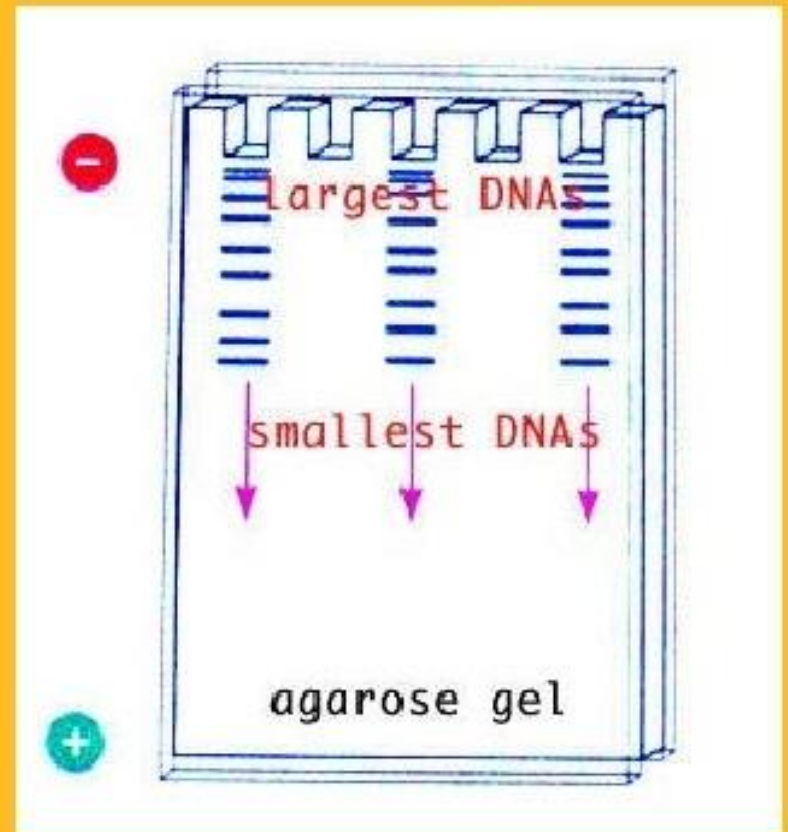 −
largest DNAs
smallest DNAs
agarose gel
+